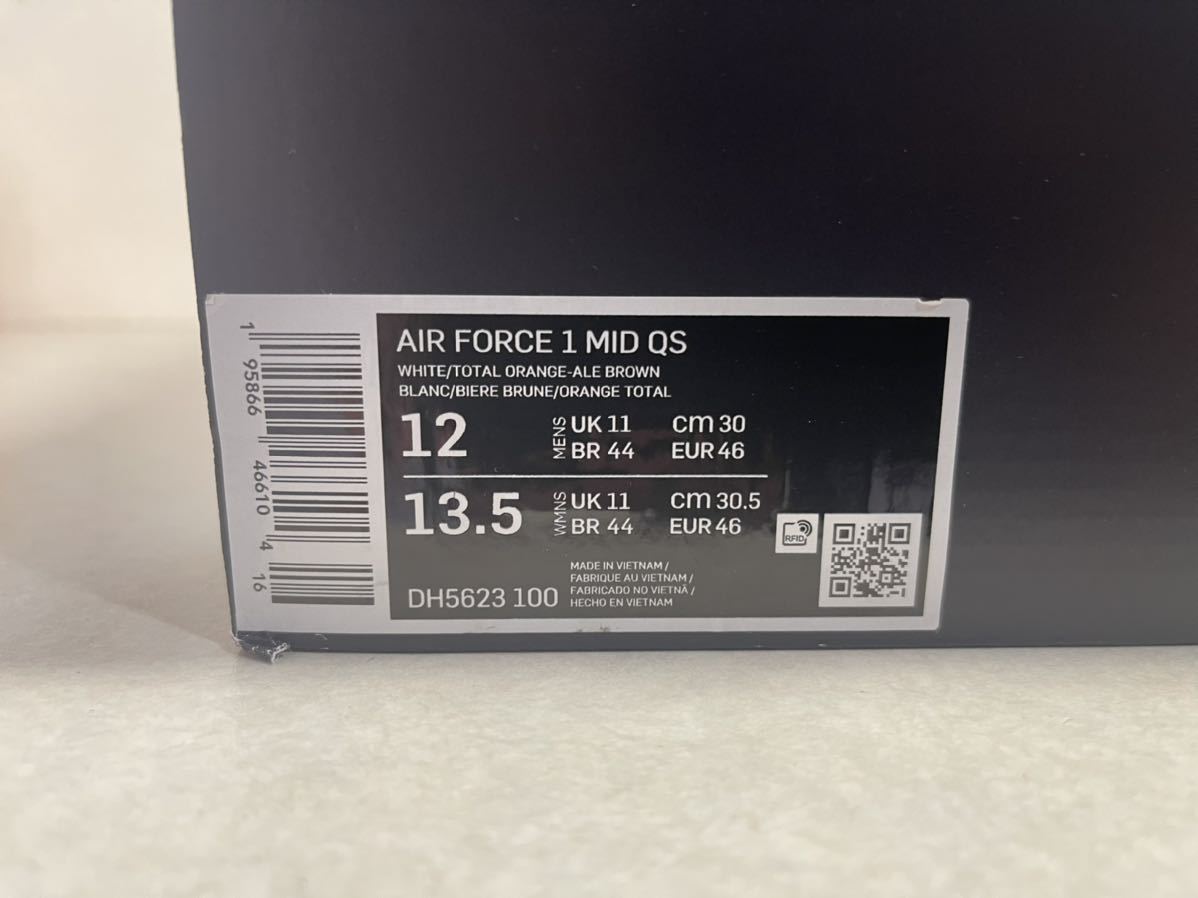 AIR FORCE 1 MID QS
WHITE/TOTAL ORANGE-ALE BROWN
BLANC/BIERE BRUNE/ORANGE TOTAL
12 MENS UK 11 cm 30
BR 44 EUR 46
13.5 WMNS UK 11 cm 30.5
BR 44 EUR 46
RFID
DH5623 100
MADE IN VIETNAM /
FABRIQUE AU VIETNAM /
FABRICADO NO VIETNÃ /
HECHO EN VIETNAM
1 95866 46610 4 16